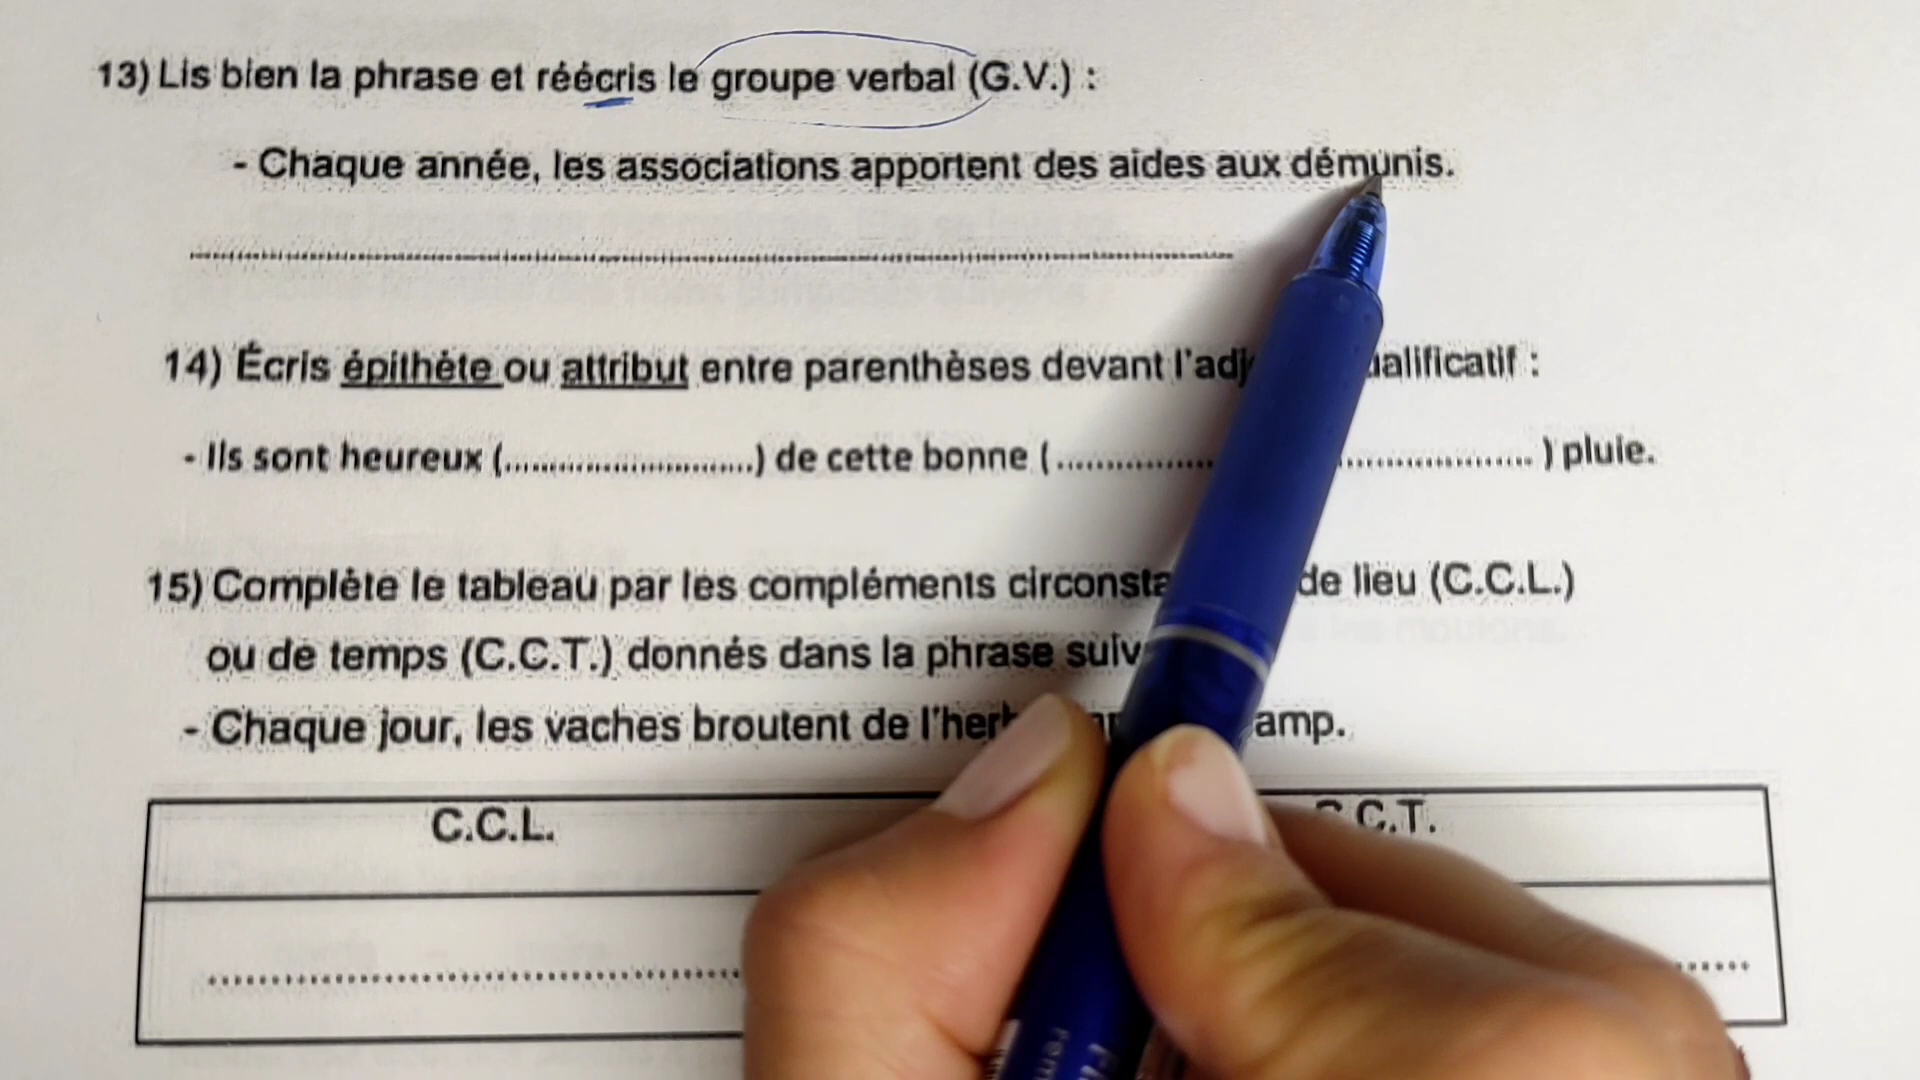 13) Lis bien la phrase et réécris le groupe verbal (G.V.) :
- Chaque année, les associations apportent des aides aux démunis.
14) Écris épithète ou attribut entre parenthèses devant l'adj ualificatif :
- Ils sont heureux (..........................) de cette bonne (.................................... ) pluie.
15) Complète le tableau par les compléments circonsta de lieu (C.C.L.)
ou de temps (C.C.T.) donnés dans la phrase suiv
- Chaque jour, les vaches broutent de l'herb amp.
C.C.L. C.C.T.